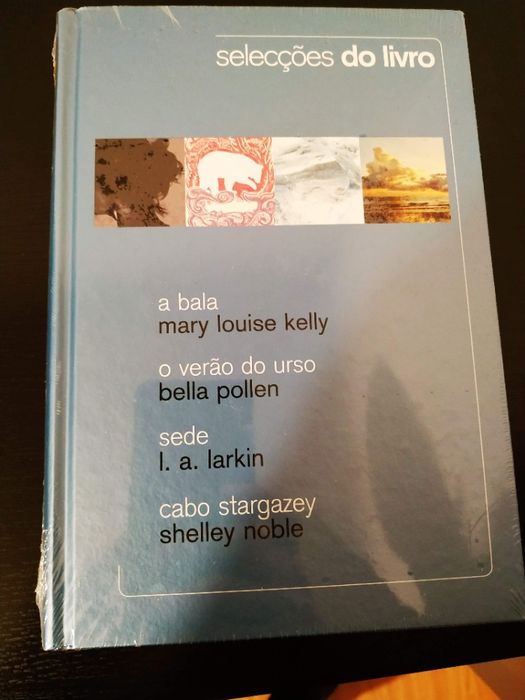 selecções do livro
a bala
mary louise kelly
o verão do urso
bella pollen
sede
l. a. larkin
cabo stargazey
shelley noble